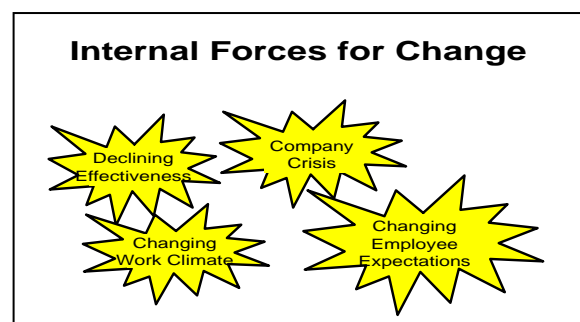 Internal Forces for Change
Declining
Effectiveness
Company
Crisis
Changing
Work Climate
Changing
Employee
Expectations